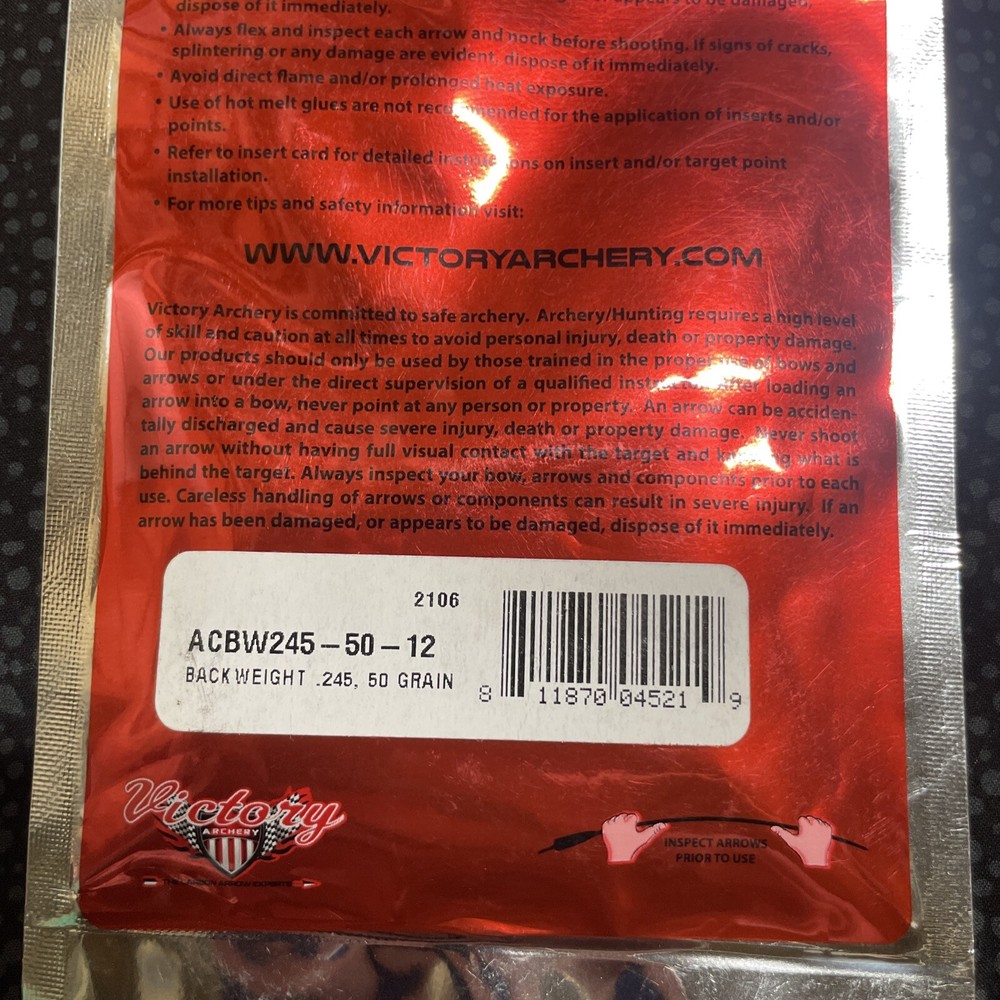 dispose of it immediately. appears to be damaged,
• Always flex and inspect each arrow and nock before shooting. If signs of cracks,
splintering or any damage are evident, dispose of it immediately.
• Avoid direct flame and/or prolonged heat exposure.
• Use of hot melt glues are not recommended for the application of inserts and/or
points.
• Refer to insert card for detailed instructions on insert and/or target point
installation.
• For more tips and safety information visit:
WWW.VICTORYARCHERY.COM
Victory Archery is committed to safe archery. Archery/Hunting requires a high level
of skill and caution at all times to avoid personal injury, death or property damage.
Our products should only be used by those trained in the proper use of bows and
arrows or under the direct supervision of a qualified instructor. After loading an
arrow into a bow, never point at any person or property. An arrow can be acciden-
tally discharged and cause severe injury, death or property damage. Never shoot
an arrow without having full visual contact with the target and knowing what is
behind the target. Always inspect your bow, arrows and components prior to each
use. Careless handling of arrows or components can result in severe injury. If an
arrow has been damaged, or appears to be damaged, dispose of it immediately.
2106
ACBW245-50-12
BACKWEIGHT .245, 50 GRAIN
8 11870 04521 9
Victory
ARCHERY
THE CARBON ARROW EXPERTS
INSPECT ARROWS
PRIOR TO USE